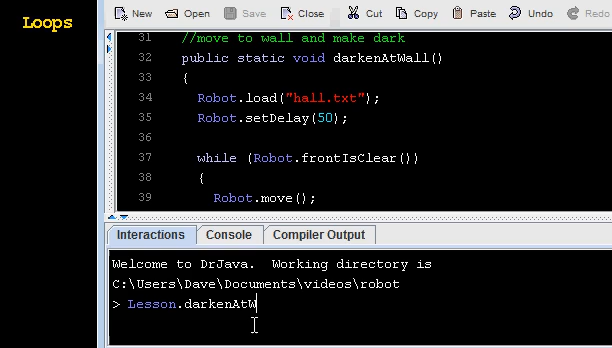 Loops
New Open Save Close Cut Copy Paste Undo Redo
31 //move to wall and make dark
32 public static void darkenAtWall()
33 {
34 Robot.load("hall.txt");
35 Robot.setDelay(50);
36
37 while (Robot.frontIsClear())
38 {
39 Robot.move();
Interactions Console Compiler Output
Welcome to DrJava. Working directory is
C:\Users\Dave\Documents\videos\robot
> Lesson.darkenAtW